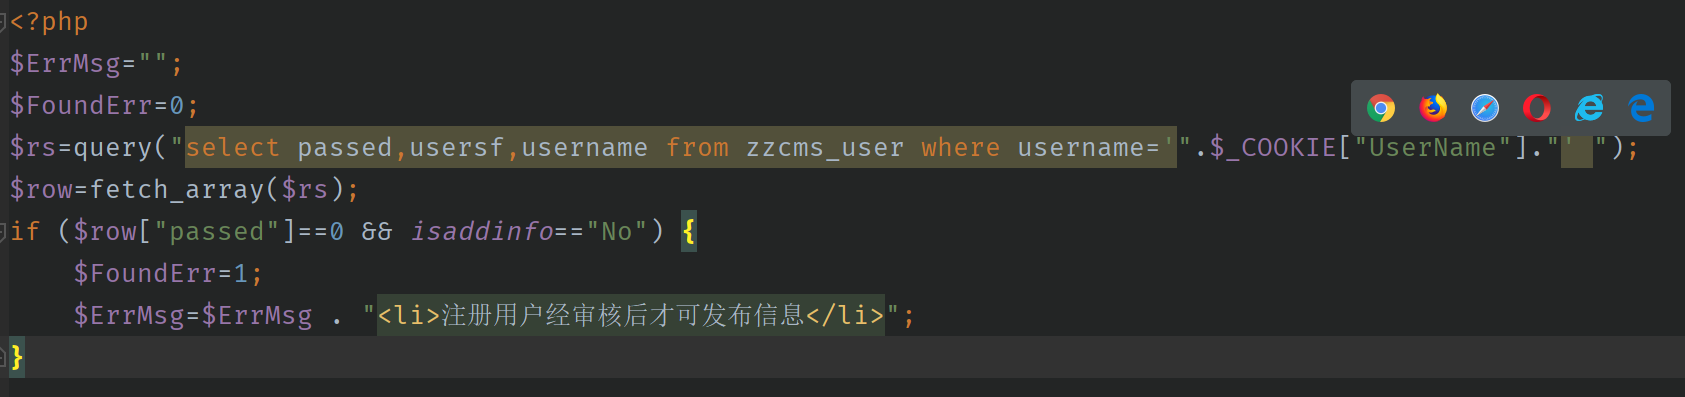 <?php
$ErrMsg="";
$FoundErr=0;
$rs=query("select passed,usersf,username from zzcms_user where username='".$_COOKIE["UserName"]."' ");
$row=fetch_array($rs);
if ($row["passed"]==0 && isaddinfo=="No") {
    $FoundErr=1;
    $ErrMsg=$ErrMsg . "<li>注册用户经审核后才可发布信息</li>";
}